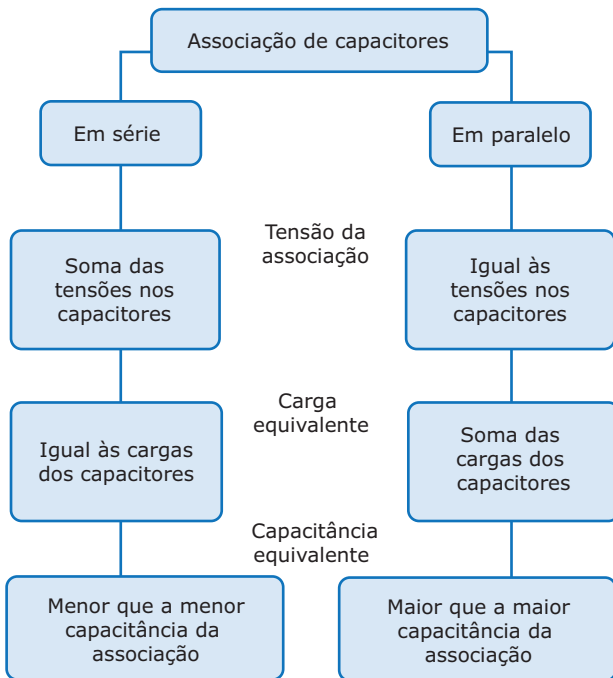 Associação de capacitores
Em série
Em paralelo
Tensão da
associação
Soma das
tensões nos
capacitores
Igual às
tensões nos
capacitores
Carga
equivalente
Igual às cargas
dos capacitores
Soma das
cargas dos
capacitores
Capacitância
equivalente
Menor que a menor
capacitância da
associação
Maior que a maior
capacitância da
associação